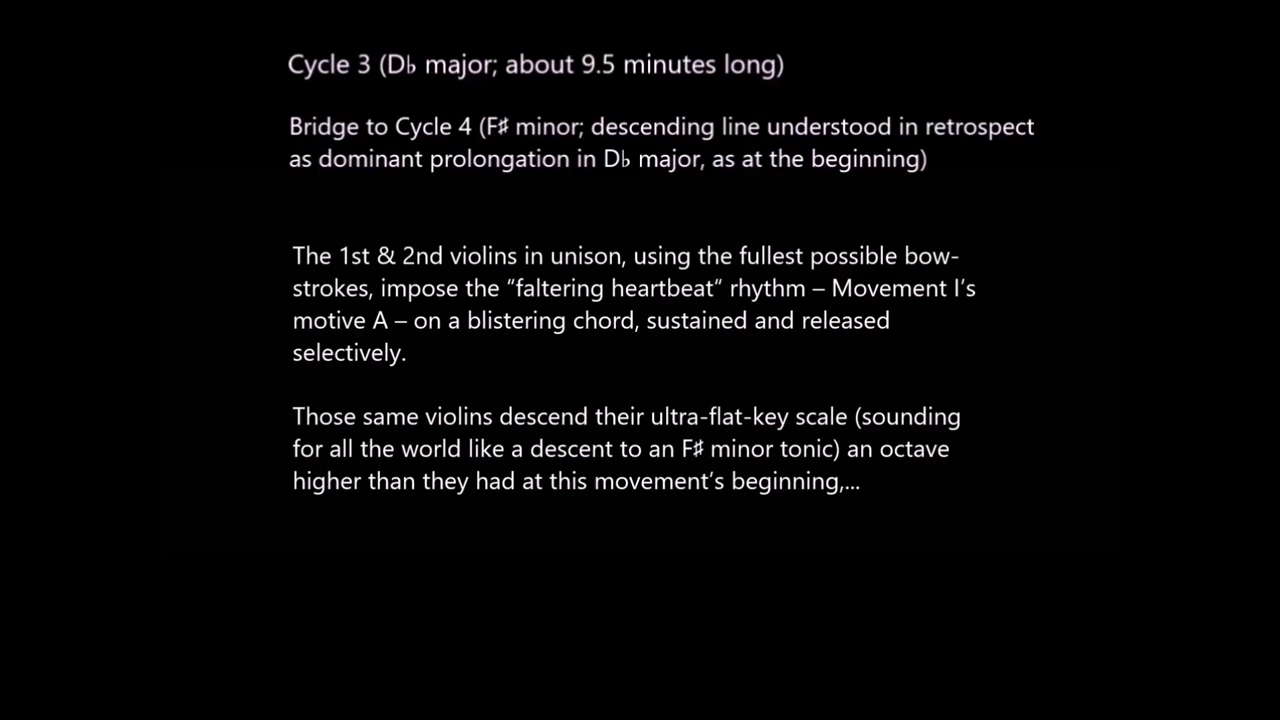 Cycle 3 (D♭ major; about 9.5 minutes long)
Bridge to Cycle 4 (F♯ minor; descending line understood in retrospect
as dominant prolongation in D♭ major, as at the beginning)
The 1st & 2nd violins in unison, using the fullest possible bow-
strokes, impose the “faltering heartbeat“ rhythm – Movement I’s
motive A – on a blistering chord, sustained and released
selectively.
Those same violins descend their ultra-flat-key scale (sounding
for all the world like a descent to an F♯ minor tonic) an octave
higher than they had at this movement’s beginning,...